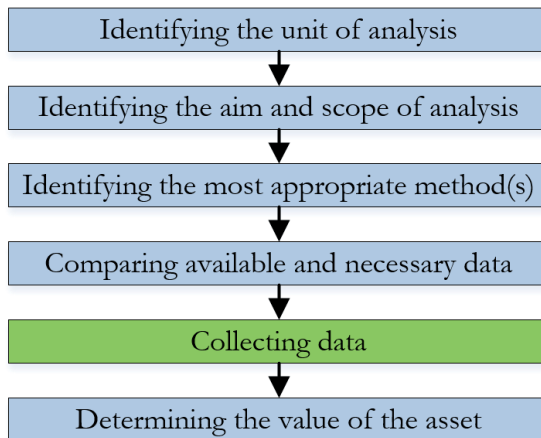 Identifying the unit of analysis
Identifying the aim and scope of analysis
Identifying the most appropriate method(s)
Comparing available and necessary data
Collecting data
Determining the value of the asset